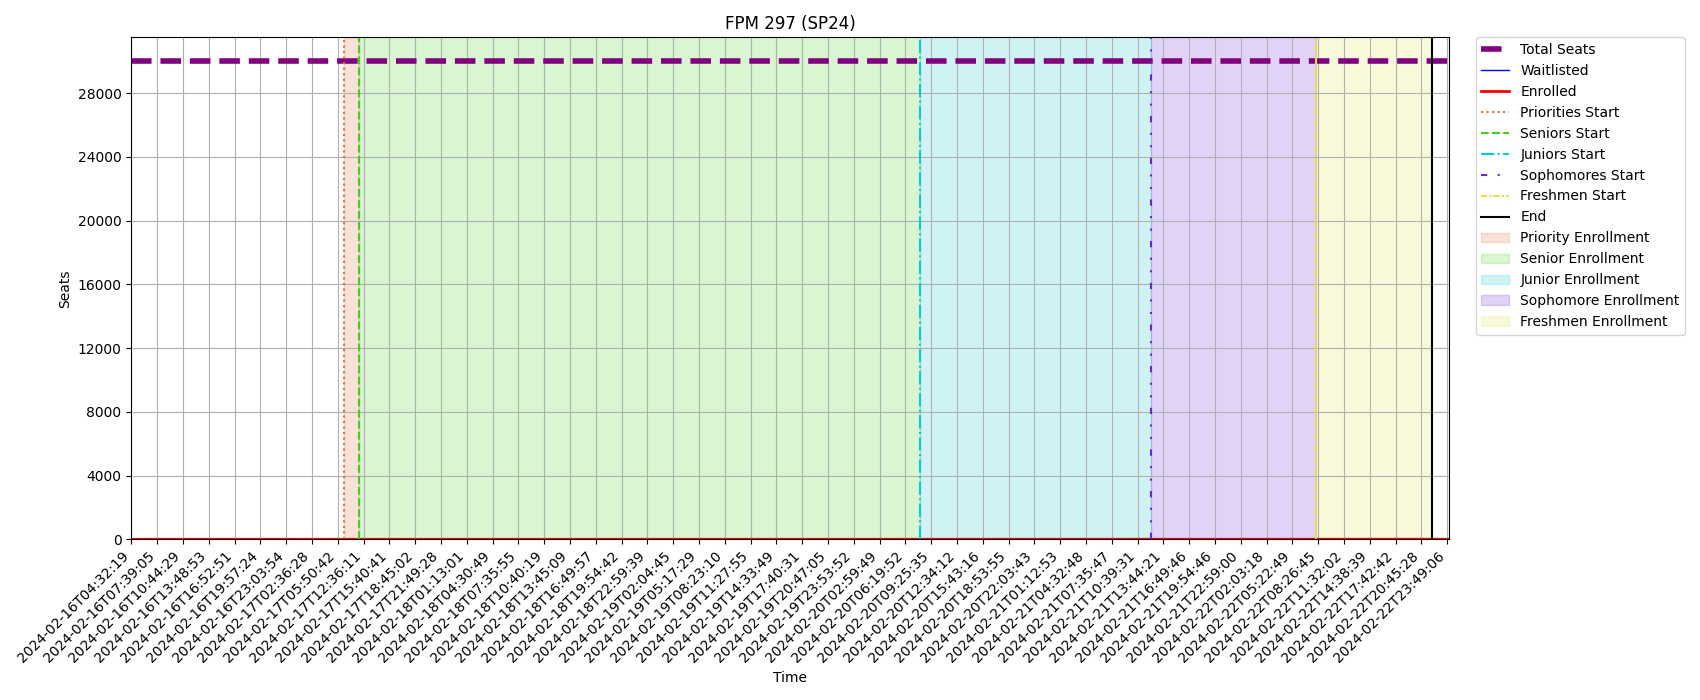 FPM 297 (SP24)
Seats
28000
24000
20000
16000
12000
8000
4000
0
2024-02-16T04:32:19
2024-02-16T07:39:05
2024-02-16T10:44:29
2024-02-16T13:48:53
2024-02-16T16:52:51
2024-02-16T19:57:24
2024-02-16T23:03:54
2024-02-17T02:36:28
2024-02-17T05:50:42
2024-02-17T12:36:11
2024-02-17T15:40:41
2024-02-17T18:45:02
2024-02-17T21:49:28
2024-02-18T01:13:01
2024-02-18T04:30:49
2024-02-18T07:35:55
2024-02-18T10:40:19
2024-02-18T13:45:09
2024-02-18T16:49:57
2024-02-18T19:54:42
2024-02-18T22:59:39
2024-02-19T02:04:45
2024-02-19T05:17:29
2024-02-19T08:23:10
2024-02-19T11:27:55
2024-02-19T14:33:49
2024-02-19T17:40:31
2024-02-19T20:47:05
2024-02-19T23:53:52
2024-02-20T02:59:49
2024-02-20T06:19:52
2024-02-20T09:25:35
2024-02-20T12:34:12
2024-02-20T15:43:16
2024-02-20T18:53:55
2024-02-20T22:03:43
2024-02-21T01:12:53
2024-02-21T04:32:48
2024-02-21T07:35:47
2024-02-21T10:39:31
2024-02-21T13:44:21
2024-02-21T16:49:46
2024-02-21T19:54:46
2024-02-21T22:59:00
2024-02-22T02:03:18
2024-02-22T05:22:49
2024-02-22T08:26:45
2024-02-22T11:32:02
2024-02-22T14:38:39
2024-02-22T17:42:42
2024-02-22T20:45:28
2024-02-22T23:49:06
Time
Total Seats
Waitlisted
Enrolled
Priorities Start
Seniors Start
Juniors Start
Sophomores Start
Freshmen Start
End
Priority Enrollment
Senior Enrollment
Junior Enrollment
Sophomore Enrollment
Freshmen Enrollment